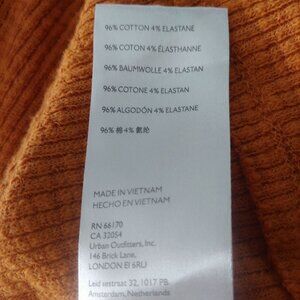 96% COTTON 4% ELASTANE
96% COTON 4% ÉLASTHANNE
96% BAUMWOLLE 4% ELASTAN
96% COTONE 4% ELASTAN
96% ALGODÓN 4% ELASTANE
96% 棉 4% 氨纶
MADE IN VIETNAM
HECHO EN VIETNAM
RN 66170
CA 32054
Urban Outfitters, Inc.
146 Brick Lane,
LONDON E1 6RU
Leidsestraat 32, 1017 PB
Amsterdam, Netherlands